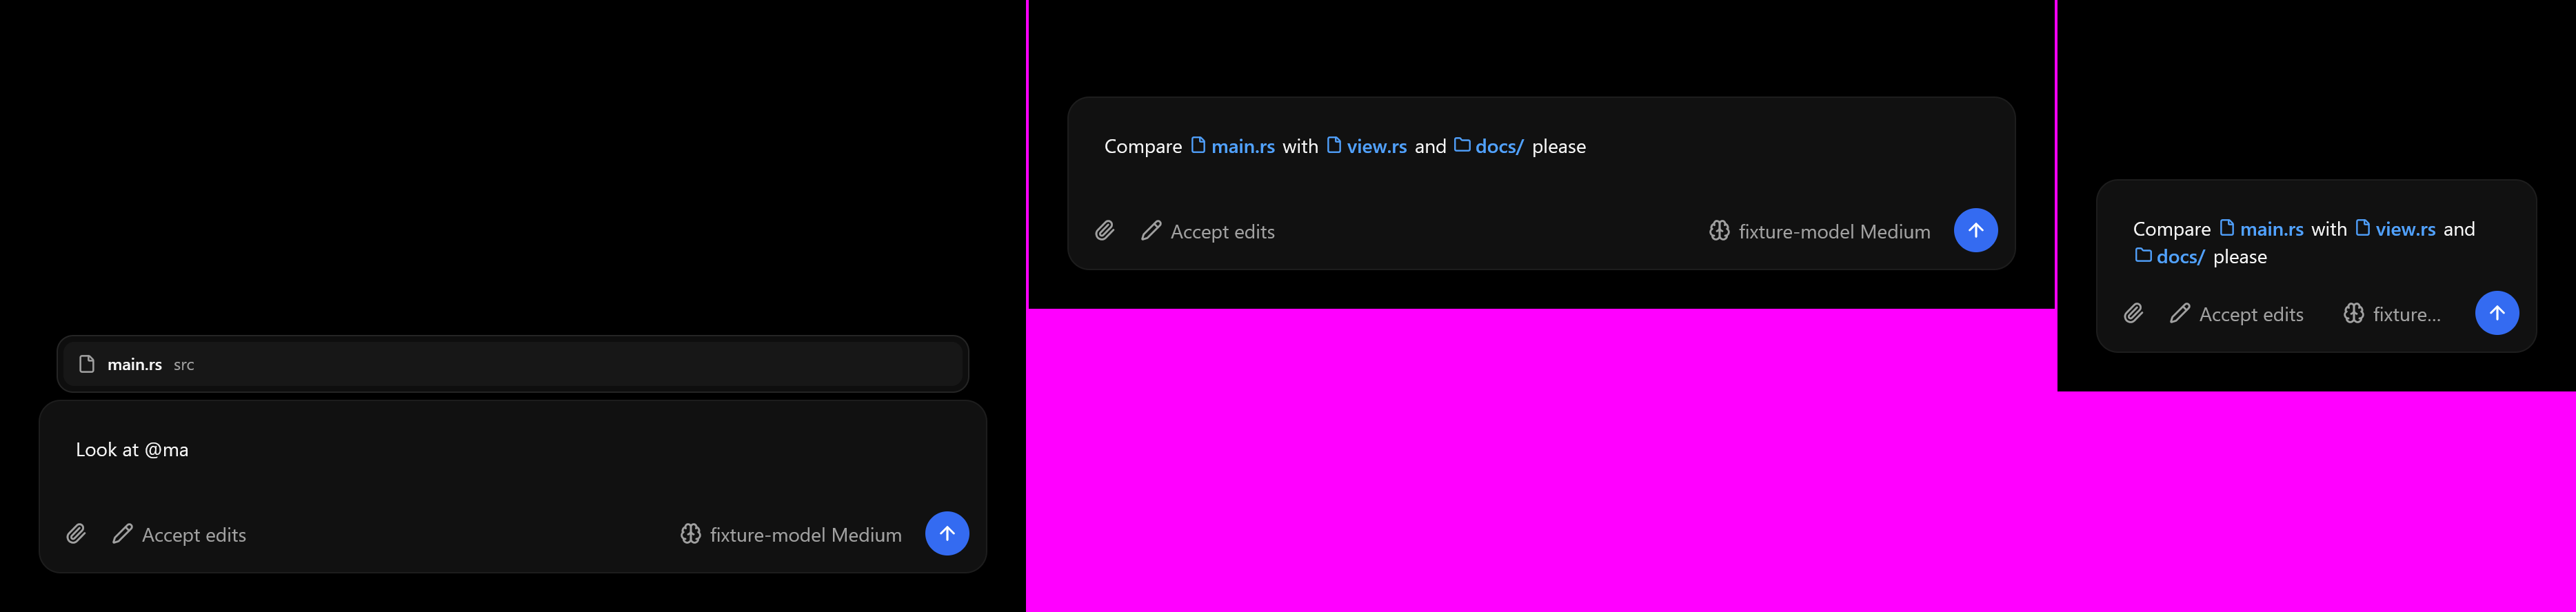 main.rs src
Look at @ma
Accept edits fixture-model Medium
Compare main.rs with view.rs and docs/ please
Accept edits fixture-model Medium
Compare main.rs with view.rs and
docs/ please
Accept edits fixture...